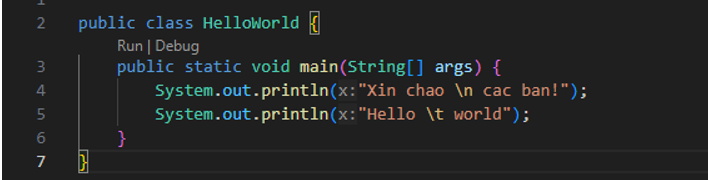 2 public class HelloWorld {
Run | Debug
3 public static void main(String[] args) {
4 System.out.println(x:"Xin chao \n cac ban!");
5 System.out.println(x:"Hello \t world");
6 }
7 }